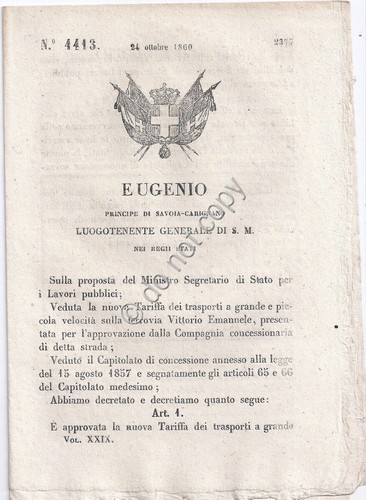 N.º 4413. 24 ottobre 1860 2377
EUGENIO
PRINCIPE DI SAVOIA-CARIGNANO
LUOGOTENENTE GENERALE DI S. M.
NEI REGII STATI
Sulla proposta del Ministro Segretario di Stato per
i Lavori pubblici;
Veduta la nuova Tariffa dei trasporti a grande e pic-
cola velocità sulla ferrovia Vittorio Emanuele, presen-
tata per l'approvazione dalla Compagnia concessionaria
di detta strada;
Veduto il Capitolato di concessione annesso alla legge
del 15 agosto 1857 e segnatamente gli articoli 65 e 66
del Capitolato medesimo;
Abbiamo decretato e decretiamo quanto segue:
Art. 1.
È approvata la nuova Tariffa dei trasporti a grande
VOL. XXIX.
© do not copy